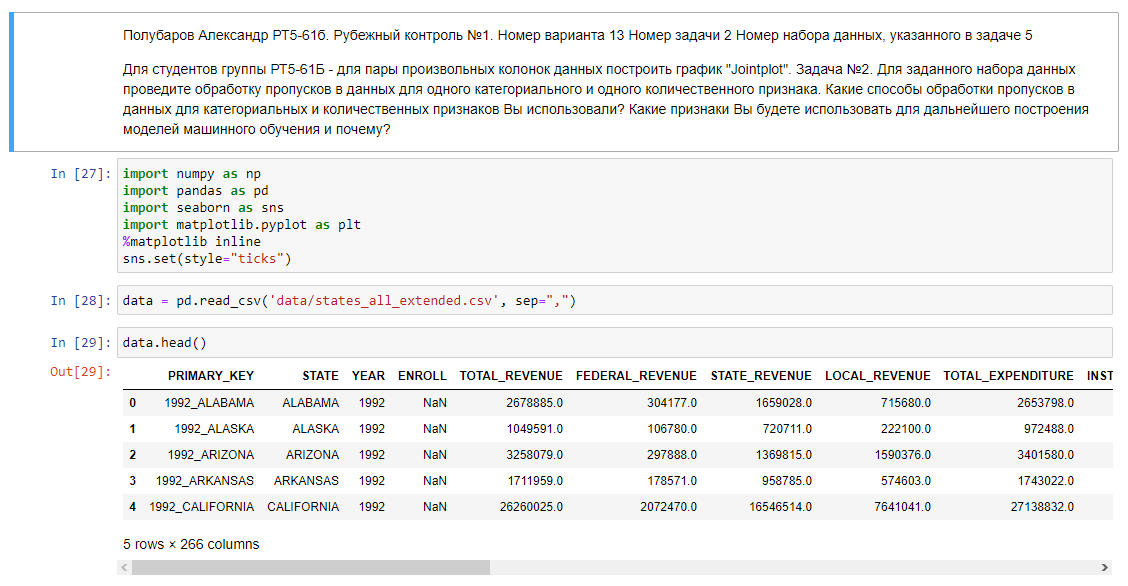 Полубаров Александр РТ5-61б. Рубежный контроль №1. Номер варианта 13 Номер задачи 2 Номер набора данных, указанного в задаче 5
Для студентов группы РТ5-61Б - для пары произвольных колонок данных построить график "Jointplot". Задача №2. Для заданного набора данных
проведите обработку пропусков в данных для одного категориального и одного количественного признака. Какие способы обработки пропусков в
данных для категориальных и количественных признаков Вы использовали? Какие признаки Вы будете использовать для дальнейшего построения
моделей машинного обучения и почему?
In [27]: import numpy as np
import pandas as pd
import seaborn as sns
import matplotlib.pyplot as plt
%matplotlib inline
sns.set(style="ticks")
In [28]: data = pd.read_csv('data/states_all_extended.csv', sep=",")
In [29]: data.head()
Out[29]:
PRIMARY_KEY STATE YEAR ENROLL TOTAL_REVENUE FEDERAL_REVENUE STATE_REVENUE LOCAL_REVENUE TOTAL_EXPENDITURE INST
0 1992_ALABAMA ALABAMA 1992 NaN 2678885.0 304177.0 1659028.0 715680.0 2653798.0
1 1992_ALASKA ALASKA 1992 NaN 1049591.0 106780.0 720711.0 222100.0 972488.0
2 1992_ARIZONA ARIZONA 1992 NaN 3258079.0 297888.0 1369815.0 1590376.0 3401580.0
3 1992_ARKANSAS ARKANSAS 1992 NaN 1711959.0 178571.0 958785.0 574603.0 1743022.0
4 1992_CALIFORNIA CALIFORNIA 1992 NaN 26260025.0 2072470.0 16546514.0 7641041.0 27138832.0
5 rows × 266 columns